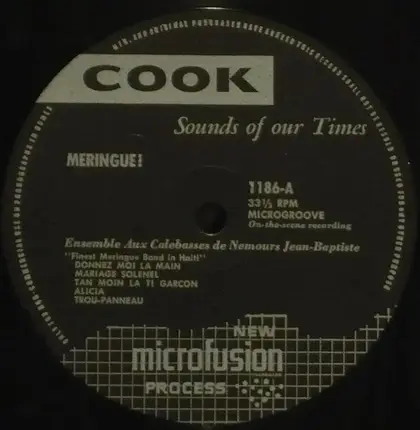 COOK
Sounds of our Times
MERINGUE!
1186-A
33⅓ RPM
MICROGROOVE
On-the-scene recording
Ensemble Aux Calebasses de Nemours Jean-Baptiste
"Finest Meringue Band in Haiti"
DONNEZ MOI LA MAIN
MARIAGE SOLENEL
TAN MOIN LA TI GARCON
ALICIA
TROU-PANNEAU
NEW
microfusion
PROCESS